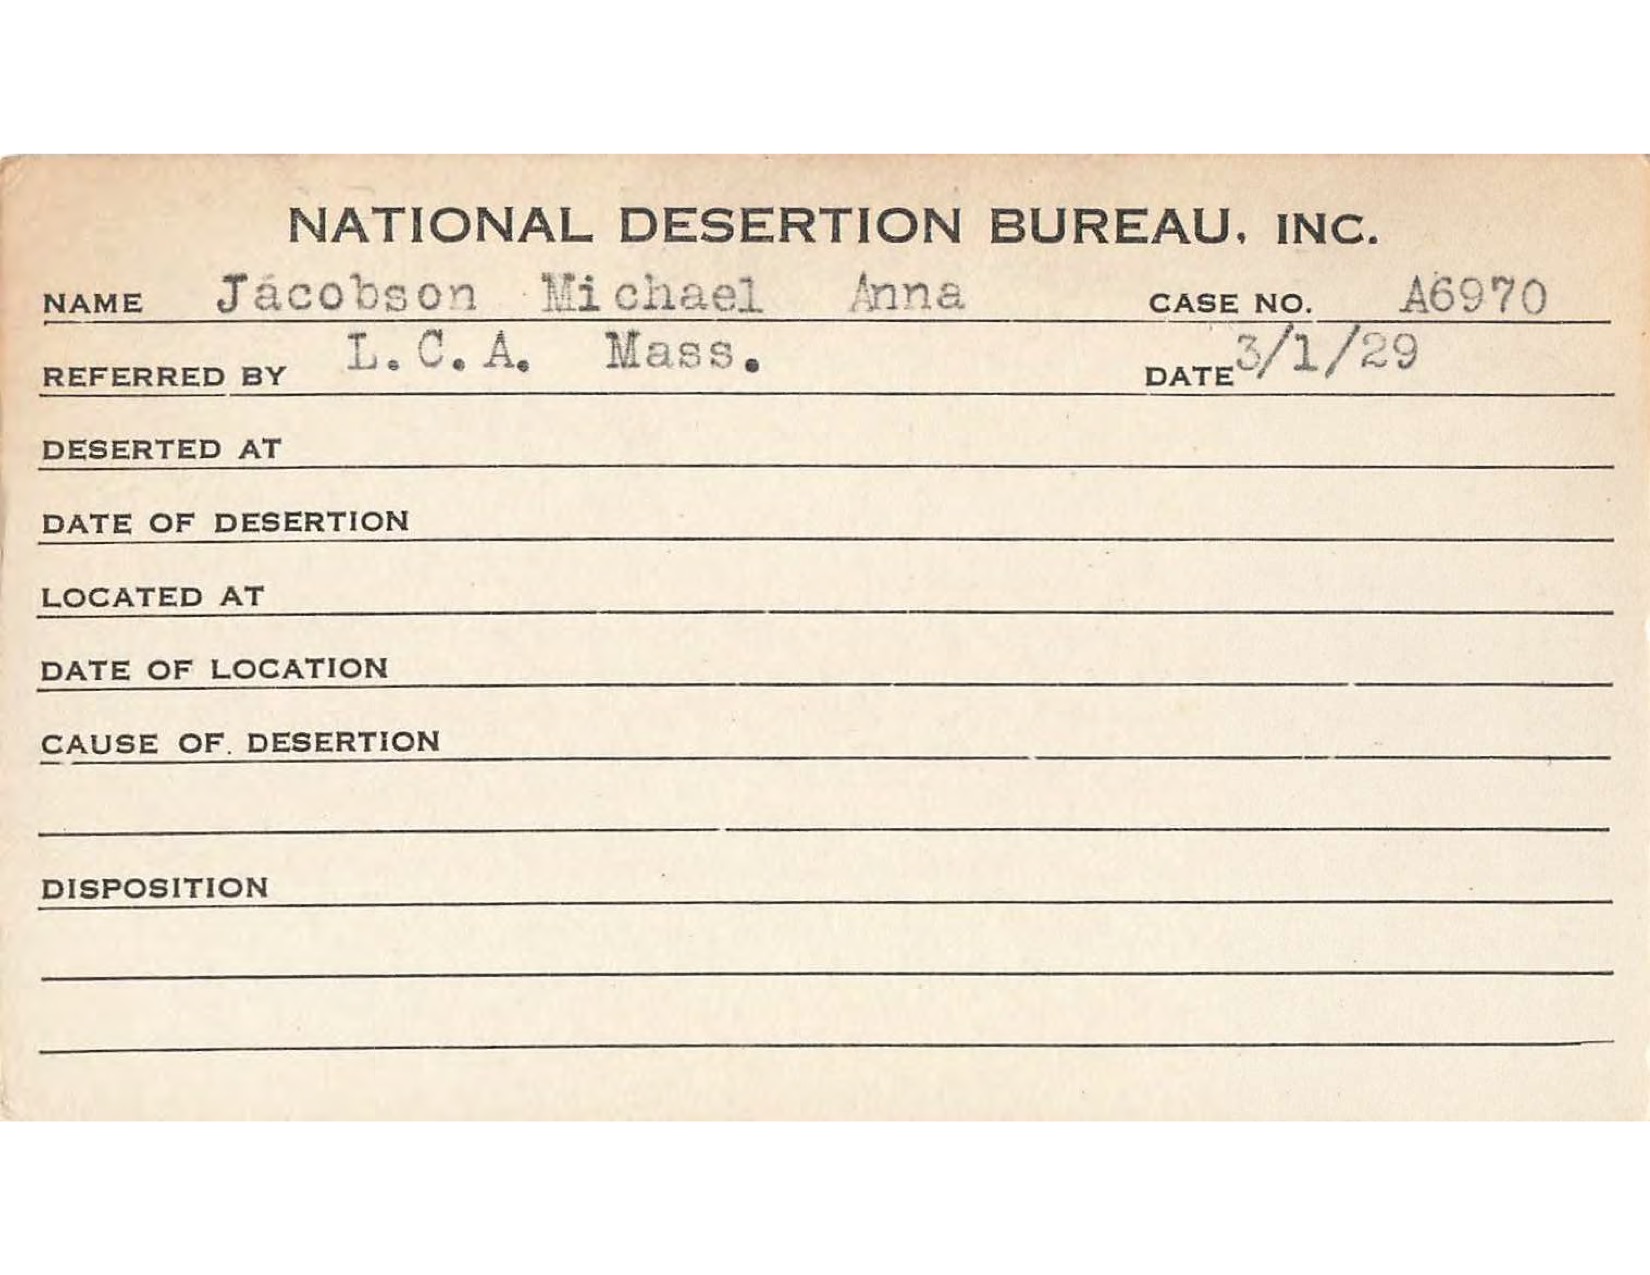 NATIONAL DESERTION BUREAU, INC.
NAME Jacobson Michael Anna CASE NO. A6970
REFERRED BY L.C.A. Mass. DATE 3/1/29
DESERTED AT
DATE OF DESERTION
LOCATED AT
DATE OF LOCATION
CAUSE OF DESERTION
DISPOSITION